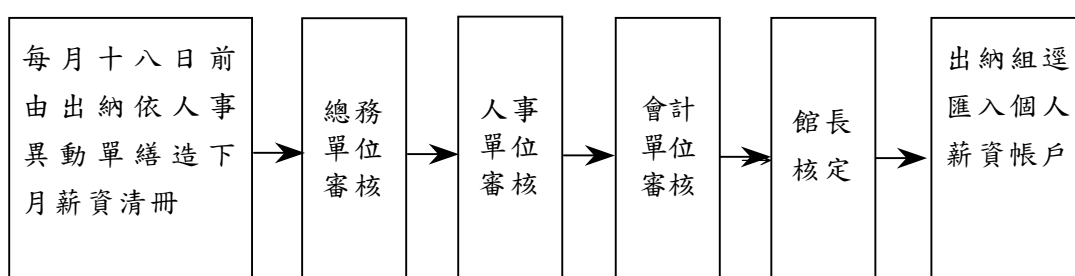 每月十八日前
由出納依人事
異動單繕造下
月薪資清冊
總務
單位
審核
人事
單位
審核
會計
單位
審核
館長
核定
出納組逕
匯入個人
薪資帳戶